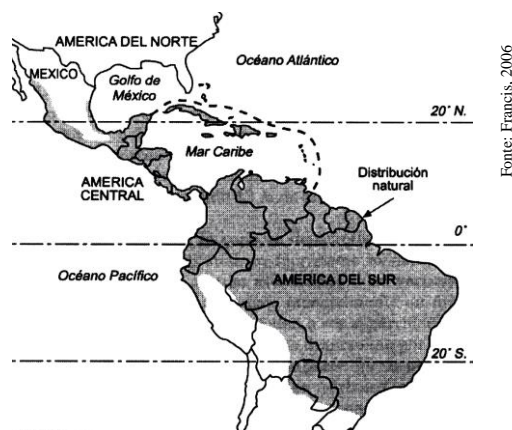 AMERICA DEL NORTE
Océano Atlántico
MEXICO
Golfo de
México
20° N.
Mar Caribe
AMERICA
CENTRAL
Distribución
natural
0°
Océano Pacífico
AMERICA DEL SUR
20° S.
Fonte: Francis, 2006